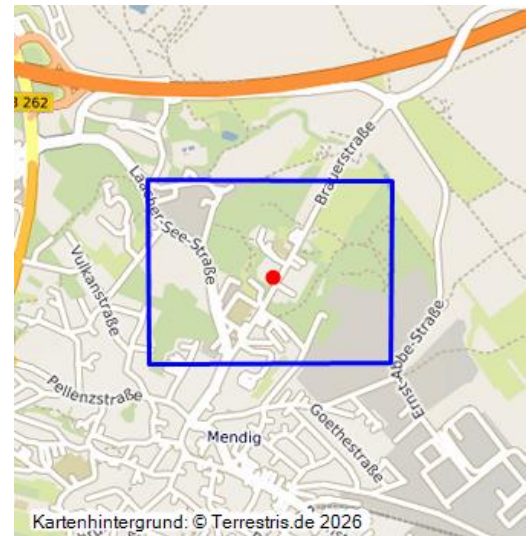 B 262
Brauerstraße
Laacher-See-Straße
Vulkanstraße
Ernst-Abbe-Straße
Pellenzstraße
Goethestraße
Mendig
Kartenhintergrund: © Terrestris.de 2026